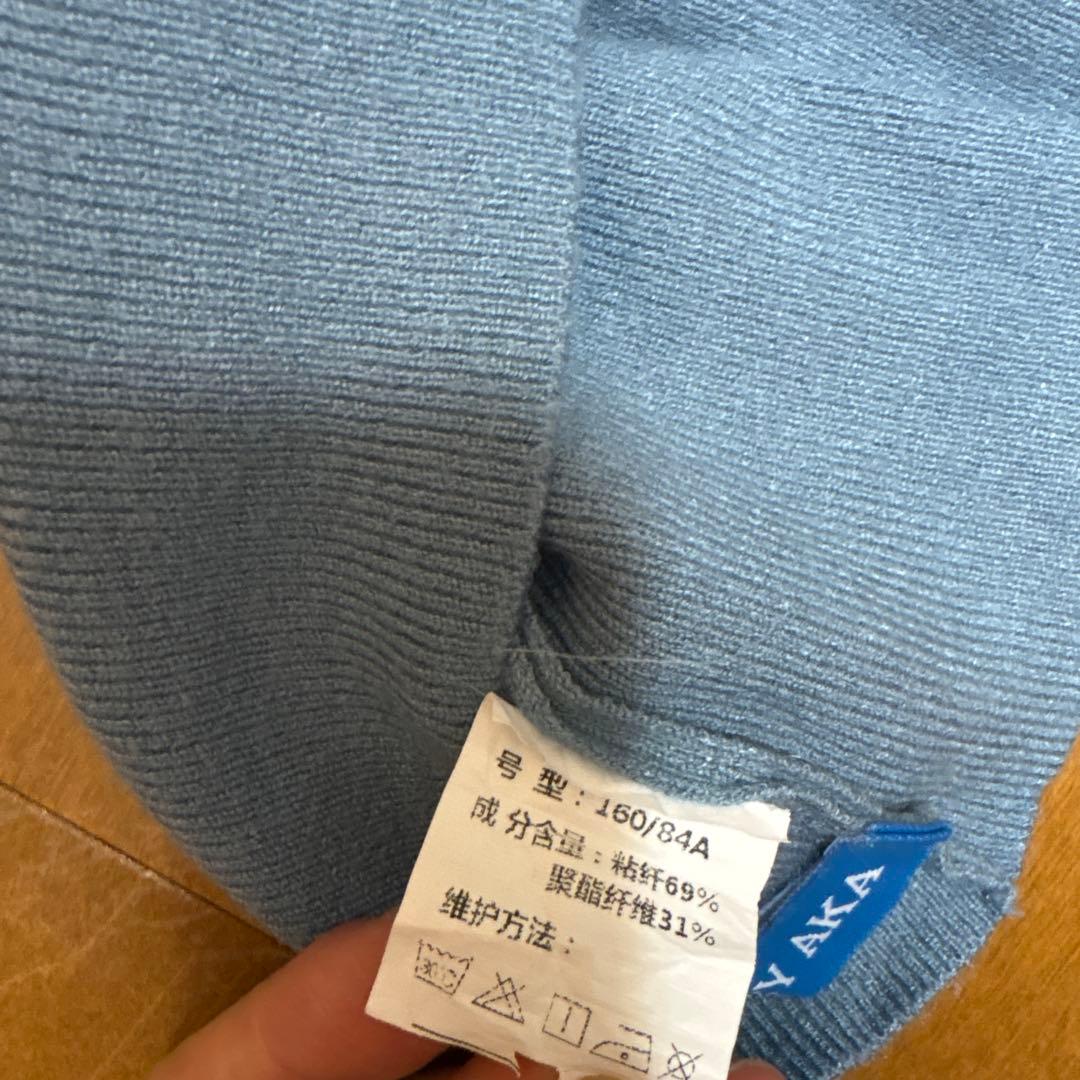 号 型：160/84A
成 分含量：粘纤69%
聚酯纤维31%
维护方法：
30℃
Y AKA